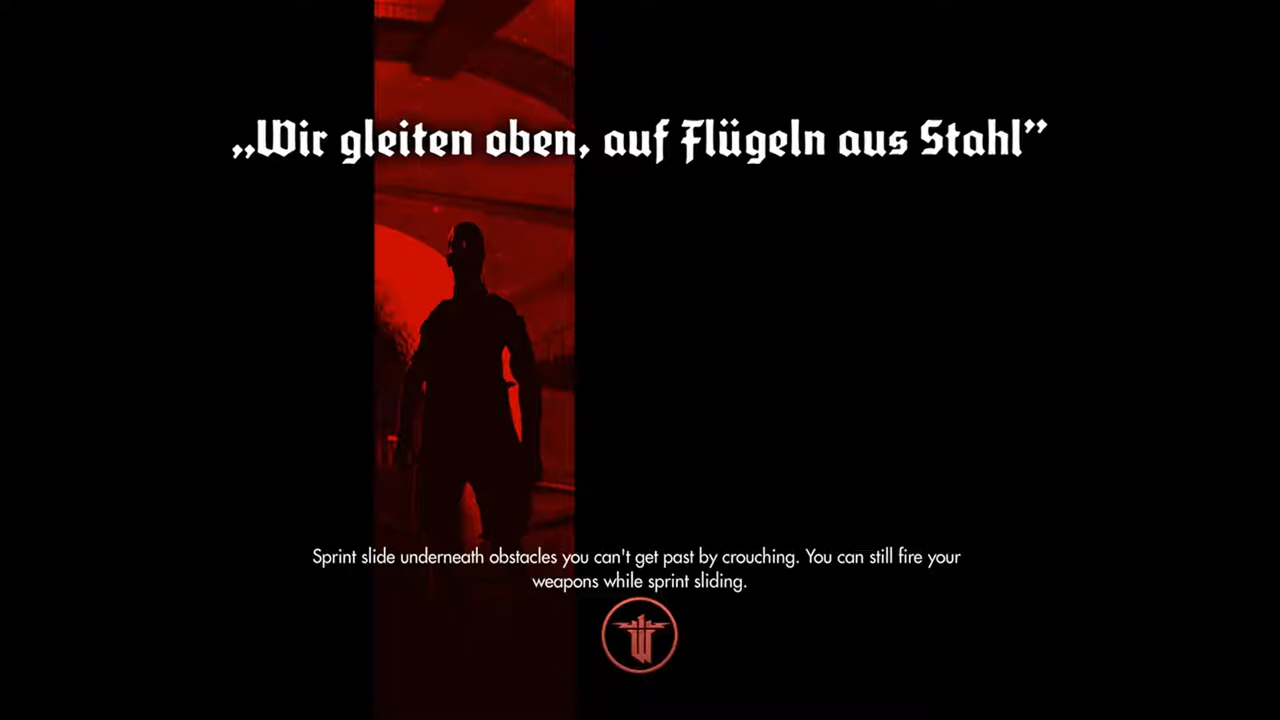 „Wir gleiten oben, auf Flügeln aus Stahl”
Sprint slide underneath obstacles you can't get past by crouching. You can still fire your
weapons while sprint sliding.